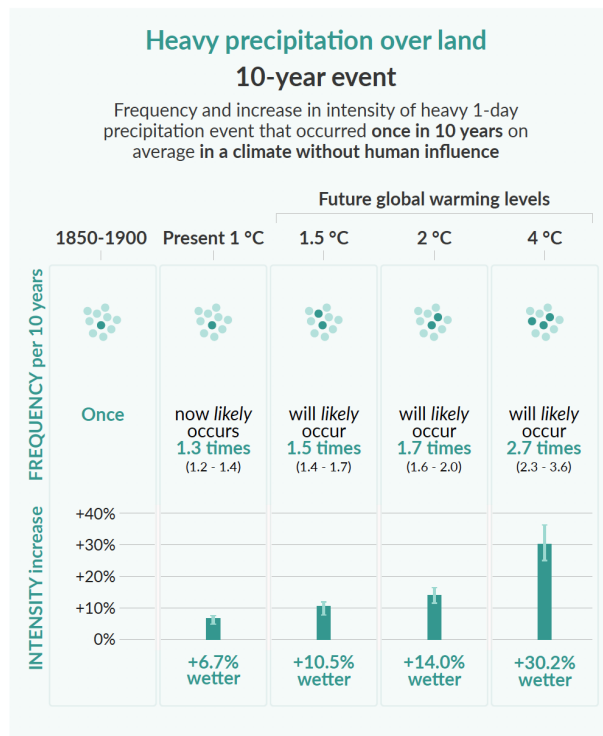 Heavy precipitation over land
10-year event
Frequency and increase in intensity of heavy 1-day
precipitation event that occurred once in 10 years on
average in a climate without human influence
Future global warming levels
1850-1900 Present 1 °C 1.5 °C 2 °C 4 °C
FREQUENCY per 10 years
Once
now likely
occurs
1.3 times
(1.2 - 1.4)
will likely
occur
1.5 times
(1.4 - 1.7)
will likely
occur
1.7 times
(1.6 - 2.0)
will likely
occur
2.7 times
(2.3 - 3.6)
INTENSITY increase
+40%
+30%
+20%
+10%
0%
+6.7%
wetter
+10.5%
wetter
+14.0%
wetter
+30.2%
wetter